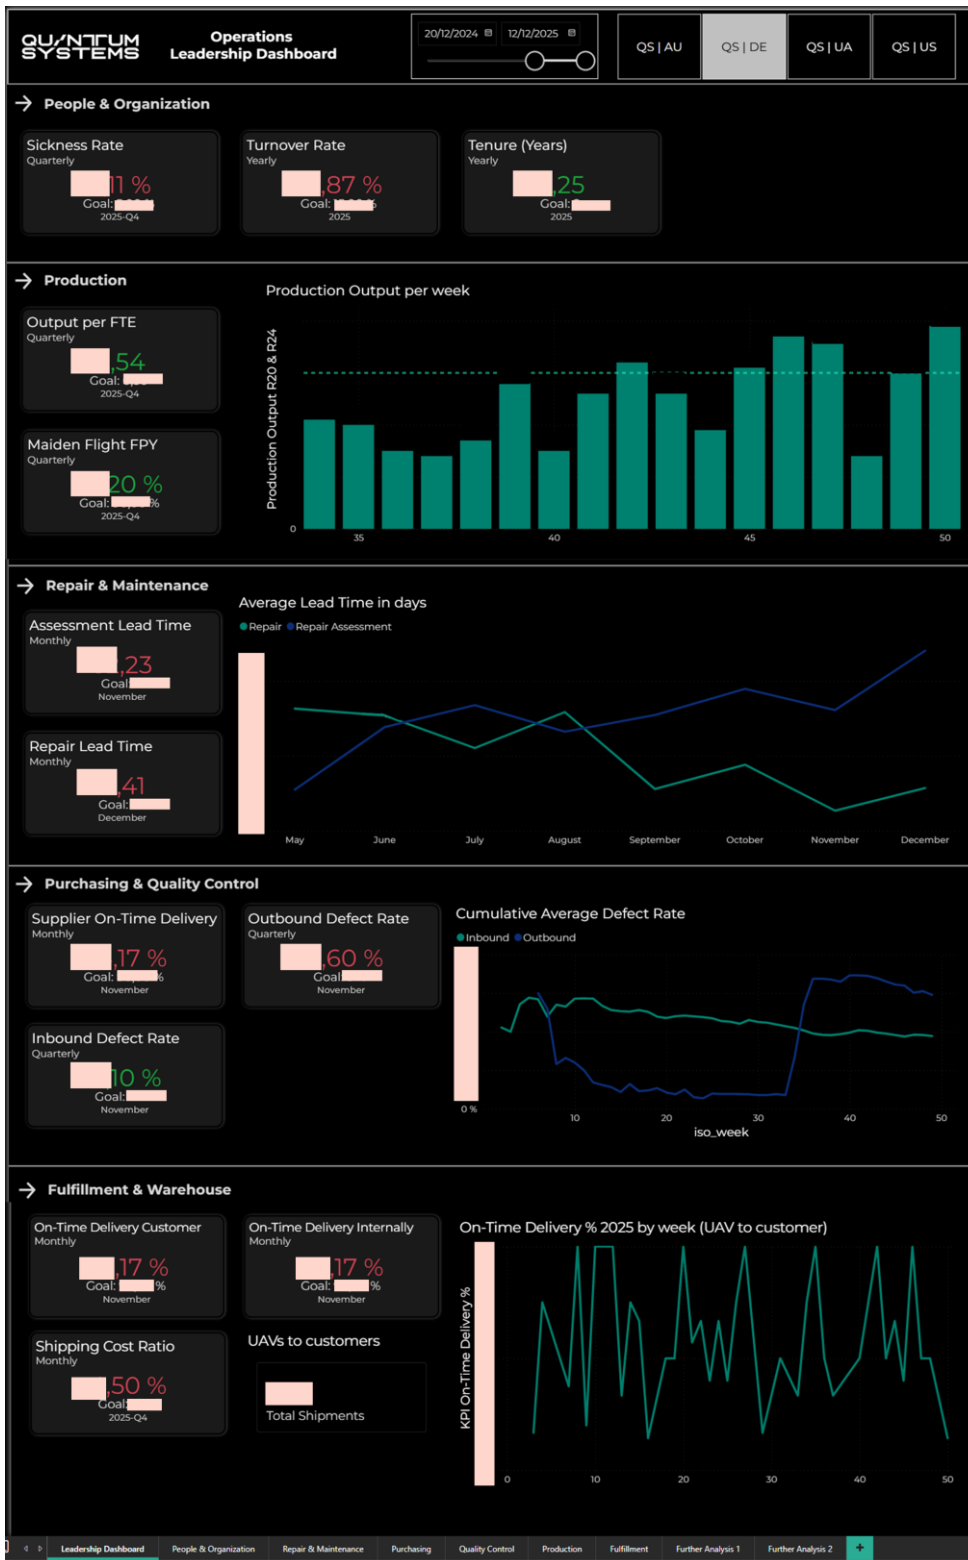 QUANTUM
SYSTEMS
Operations
Leadership Dashboard
20/12/2024
12/12/2025
QS | AU
QS | DE
QS | UA
QS | US
→ People & Organization
Sickness Rate
Quarterly
11 %
Goal:
2025-Q4
Turnover Rate
Yearly
,87 %
Goal:
2025
Tenure (Years)
Yearly
,25
Goal:
2025
→ Production
Output per FTE
Quarterly
,54
Goal:
2025-Q4
Maiden Flight FPY
Quarterly
20 %
Goal: %
2025-Q4
Production Output per week
Production Output R20 & R24
0
35
40
45
50
→ Repair & Maintenance
Assessment Lead Time
Monthly
,23
Goal
November
Repair Lead Time
Monthly
,41
Goal:
December
Average Lead Time in days
Repair
Repair Assessment
May
June
July
August
September
October
November
December
→ Purchasing & Quality Control
Supplier On-Time Delivery
Monthly
,17 %
Goal: %
November
Outbound Defect Rate
Quarterly
,60 %
Goal
November
Inbound Defect Rate
Quarterly
10 %
Goal:
November
Cumulative Average Defect Rate
Inbound
Outbound
0 %
10
20
30
40
50
iso_week
→ Fulfillment & Warehouse
On-Time Delivery Customer
Monthly
,17 %
Goal: %
November
On-Time Delivery Internally
Monthly
,17 %
Goal: %
November
Shipping Cost Ratio
Monthly
,50 %
Goal
2025-Q4
UAVs to customers
Total Shipments
On-Time Delivery % 2025 by week (UAV to customer)
KPI On-Time Delivery %
0
10
20
30
40
50
Leadership Dashboard
People & Organization
Repair & Maintenance
Purchasing
Quality Control
Production
Fulfillment
Further Analysis 1
Further Analysis 2
+